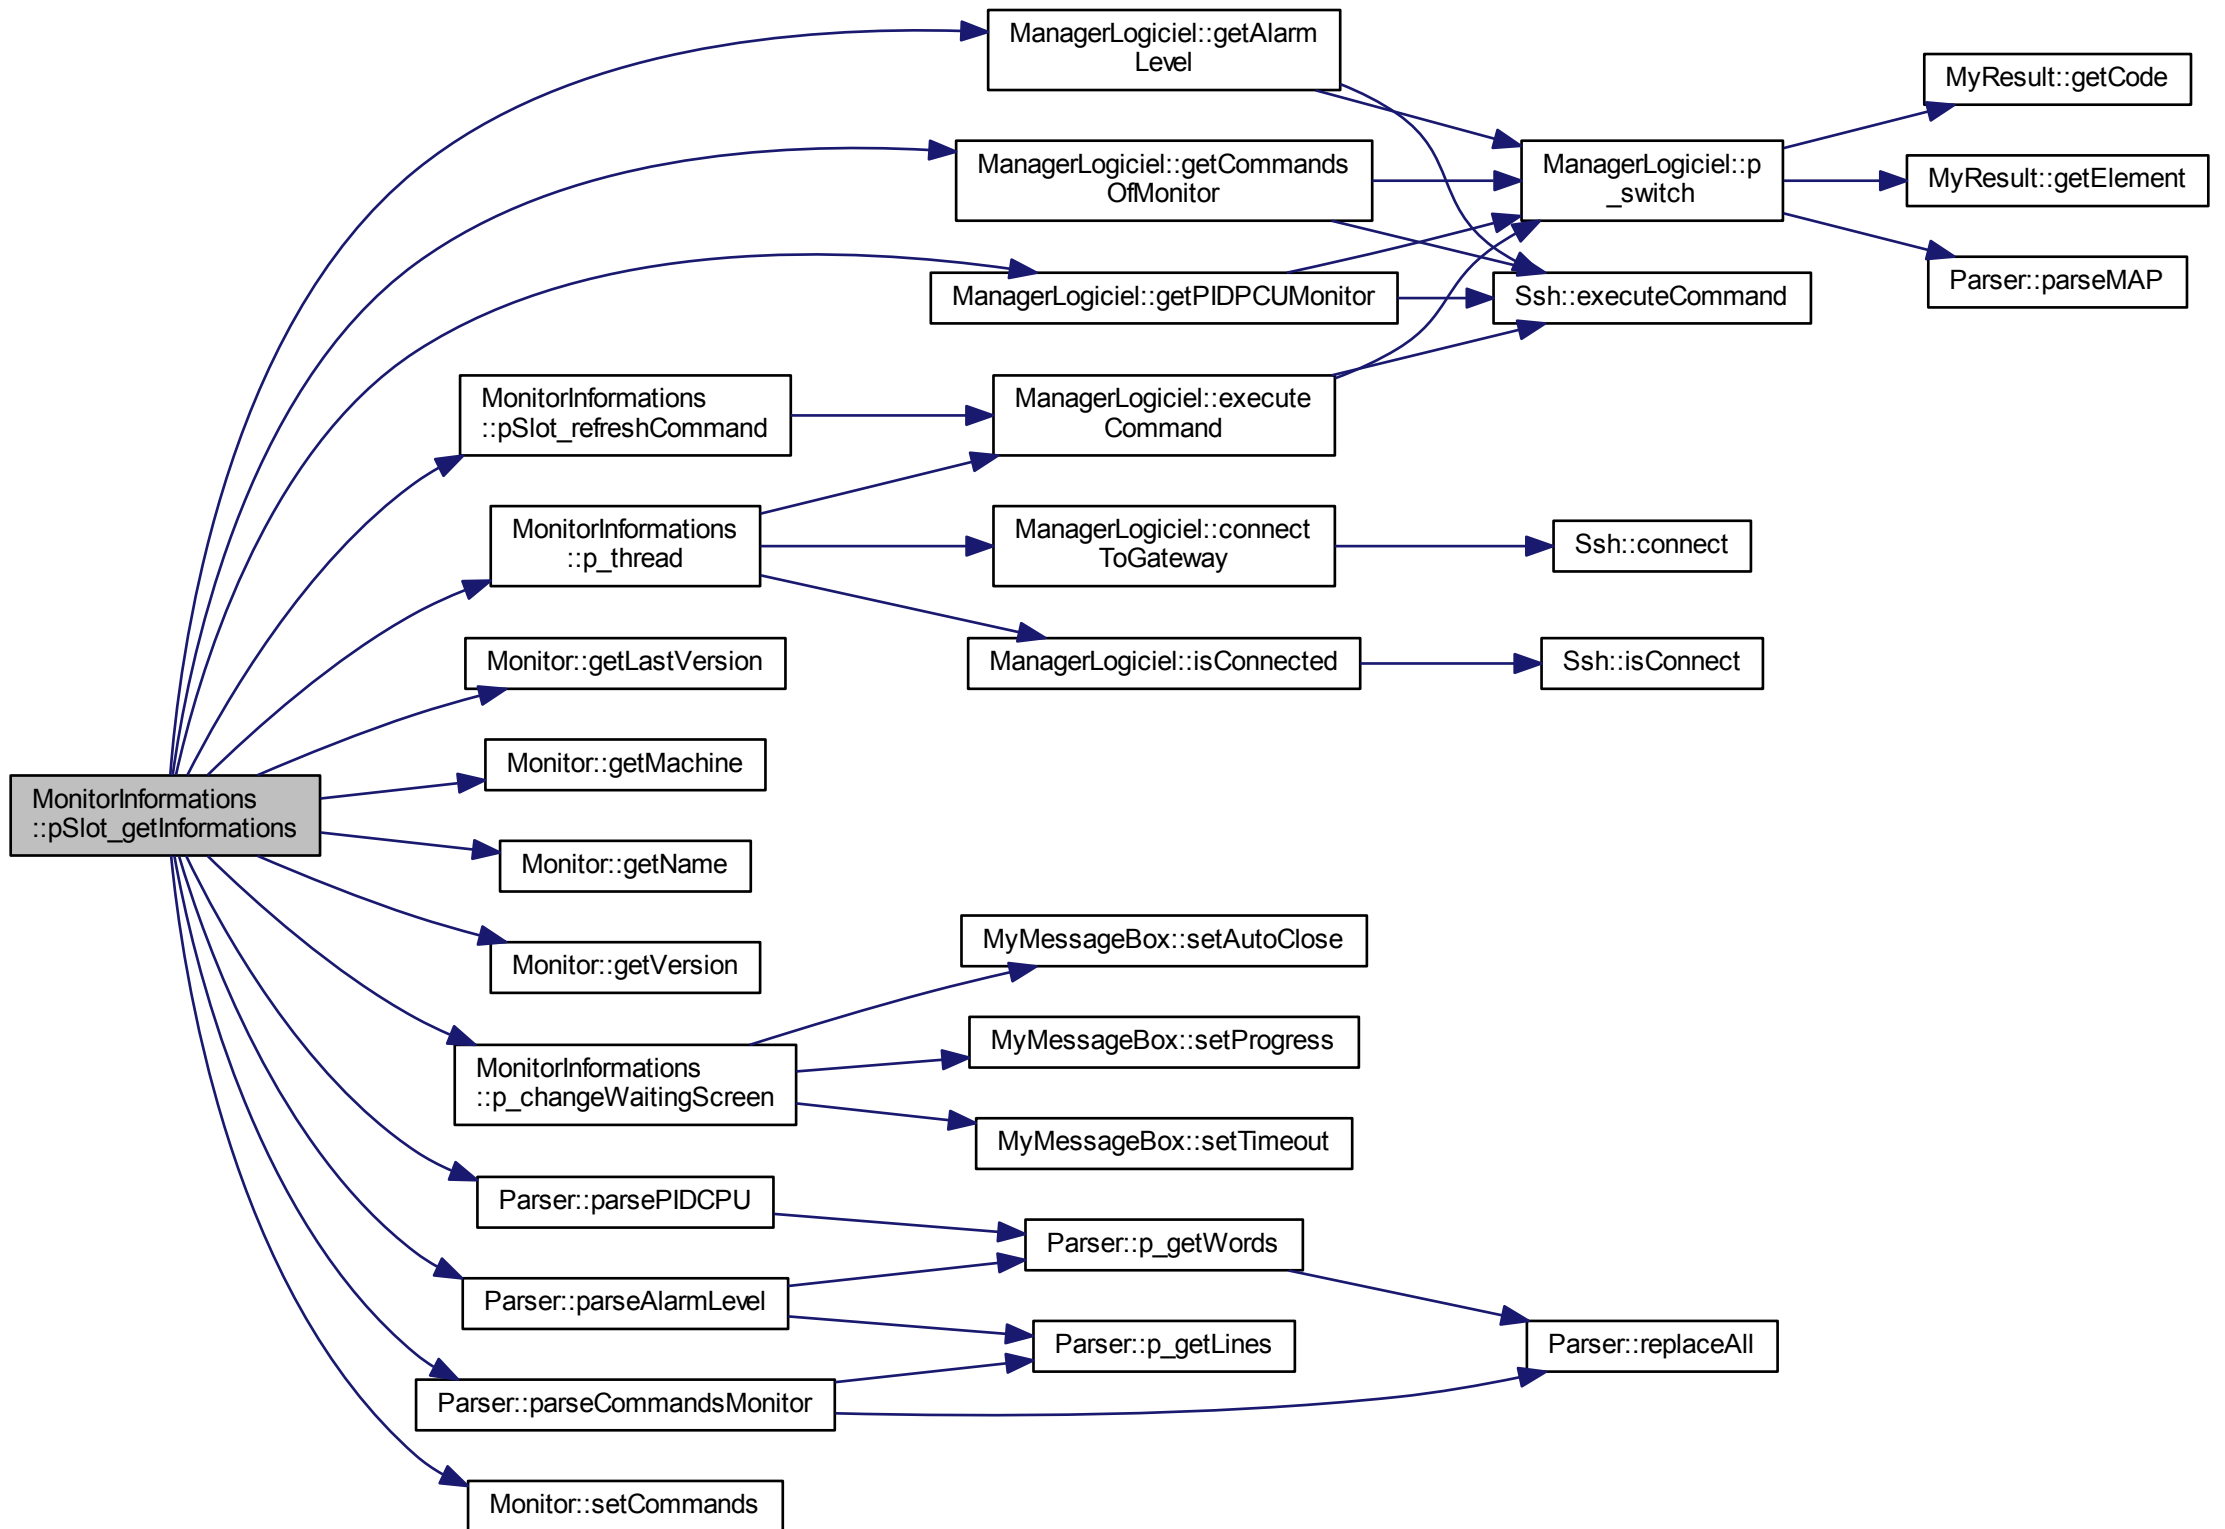 ManagerLogiciel::getAlarm
Level
MyResult::getCode
ManagerLogiciel::getCommands
OfMonitor
ManagerLogiciel::p
_switch
MyResult::getElement
ManagerLogiciel::getPIDPCUMonitor
Ssh::executeCommand
Parser::parseMAP
MonitorInformations
::pSlot_refreshCommand
ManagerLogiciel::execute
Command
MonitorInformations
::p_thread
ManagerLogiciel::connect
ToGateway
Ssh::connect
Monitor::getLastVersion
ManagerLogiciel::isConnected
Ssh::isConnect
Monitor::getMachine
MonitorInformations
::pSlot_getInformations
Monitor::getName
Monitor::getVersion
MyMessageBox::setAutoClose
MonitorInformations
::p_changeWaitingScreen
MyMessageBox::setProgress
MyMessageBox::setTimeout
Parser::parsePIDCPU
Parser::p_getWords
Parser::parseAlarmLevel
Parser::p_getLines
Parser::replaceAll
Parser::parseCommandsMonitor
Monitor::setCommands